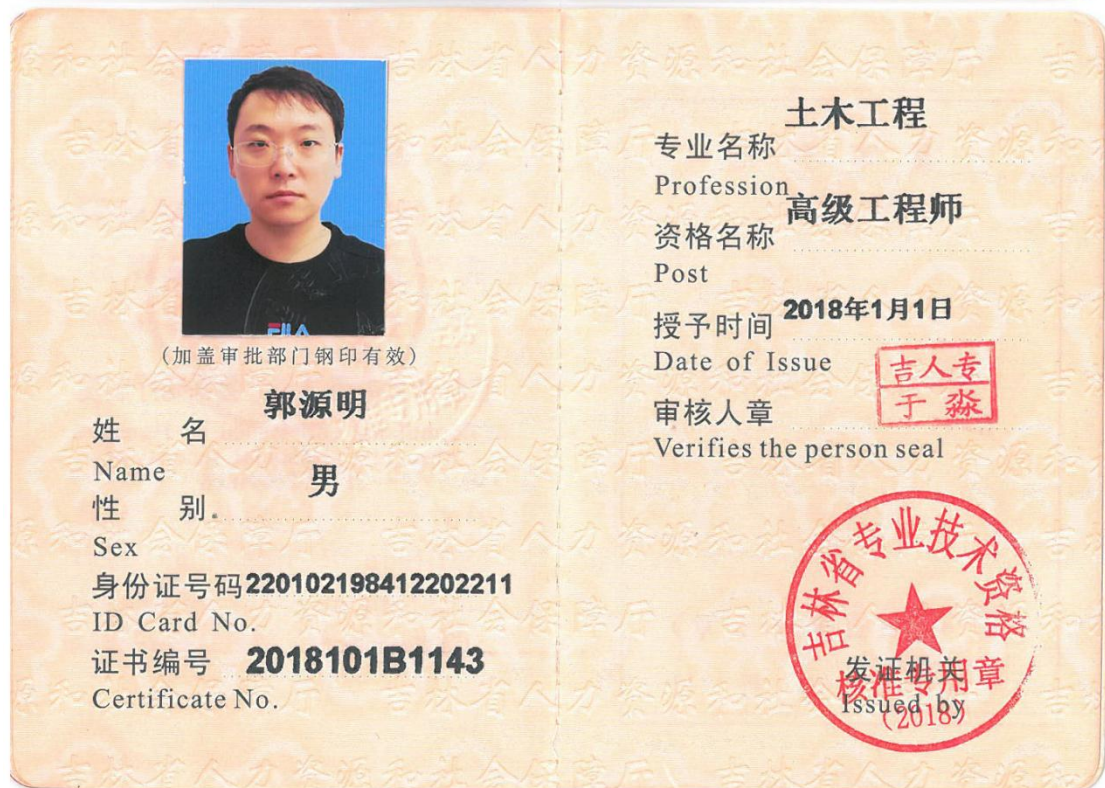 FILA
(加盖审批部门钢印有效)
姓 名 郭源明
Name
性 别 男
Sex
身份证号码 220102198412202211
ID Card No.
证书编号 2018101B1143
Certificate No.
专业名称 土木工程
Profession
资格名称 高级工程师
Post
授予时间 2018年1月1日
Date of Issue
吉人专
于淼
审核人章
Verifies the person seal
吉林省专业技术资格
核准专用章
(2018)
发证机关
Issued by